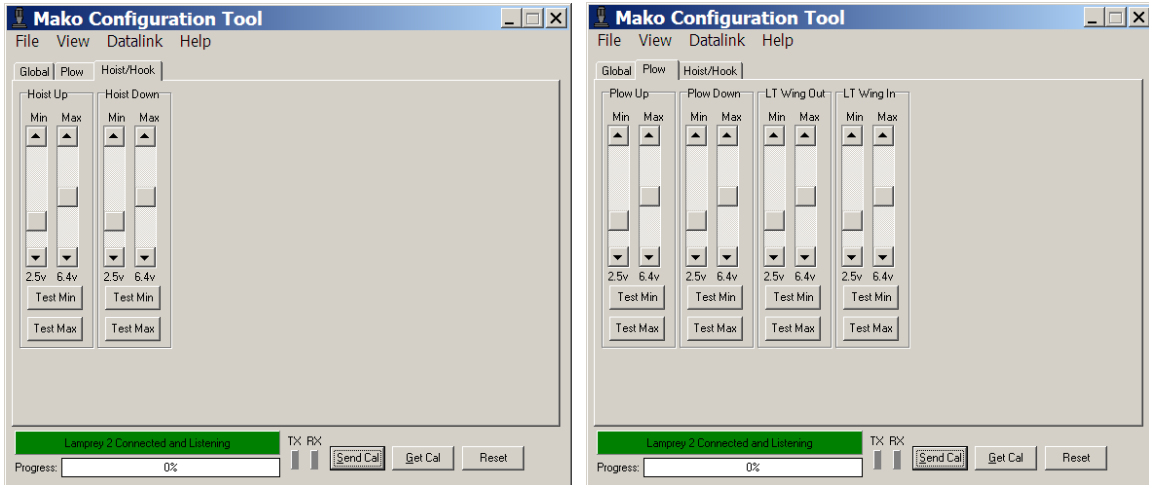 Mako Configuration Tool
File View Datalink Help
Global Plow Hoist/Hook
Hoist Up Hoist Down
Min Max Min Max
2.5v 6.4v 2.5v 6.4v
Test Min Test Min
Test Max Test Max
Lamprey 2 Connected and Listening
TX RX
Send Cal Get Cal Reset
Progress: 0%
Mako Configuration Tool
File View Datalink Help
Global Plow Hoist/Hook
Plow Up Plow Down LT Wing Out LT Wing In
Min Max Min Max Min Max Min Max
2.5v 6.4v 2.5v 6.4v 2.5v 6.4v 2.5v 6.4v
Test Min Test Min Test Min Test Min
Test Max Test Max Test Max Test Max
Lamprey 2 Connected and Listening
TX RX
Send Cal Get Cal Reset
Progress: 0%